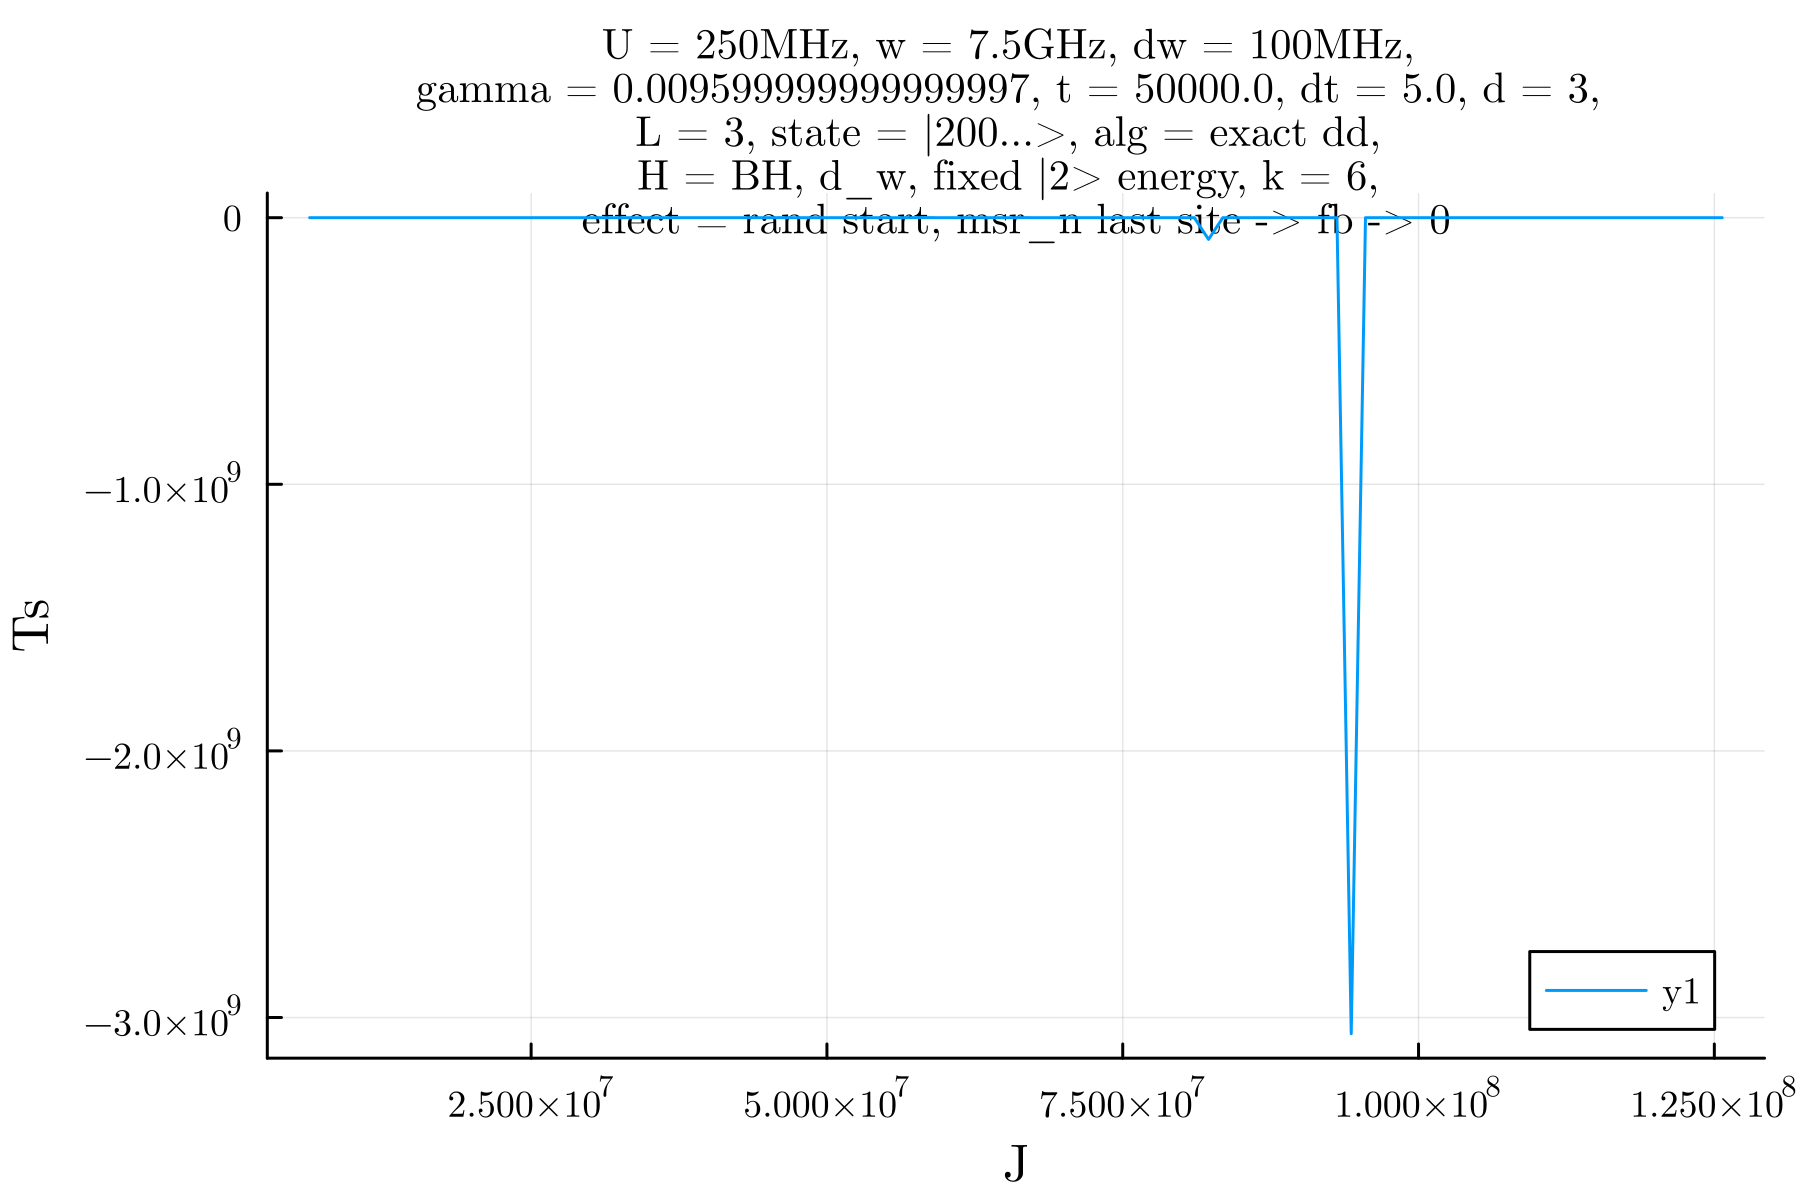 U = 250MHz, w = 7.5GHz, dw = 100MHz,
gamma = 0.009599999999999997, t = 50000.0, dt = 5.0, d = 3,
L = 3, state = |200...>, alg = exact dd,
H = BH, d_w, fixed |2> energy, k = 6,
effect = rand start, msr_n last site -> fb -> 0
0
−1.0×10⁹
−2.0×10⁹
−3.0×10⁹
Ts
y1
2.500×10⁷ 5.000×10⁷ 7.500×10⁷ 1.000×10⁸ 1.250×10⁸
J